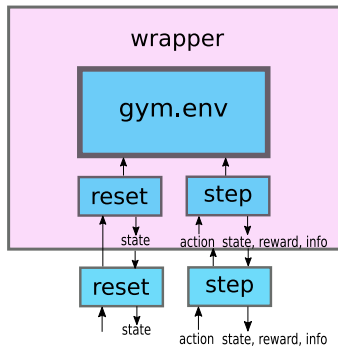 wrapper
gym.env
reset step
state action state, reward, info
reset step
state action state, reward, info